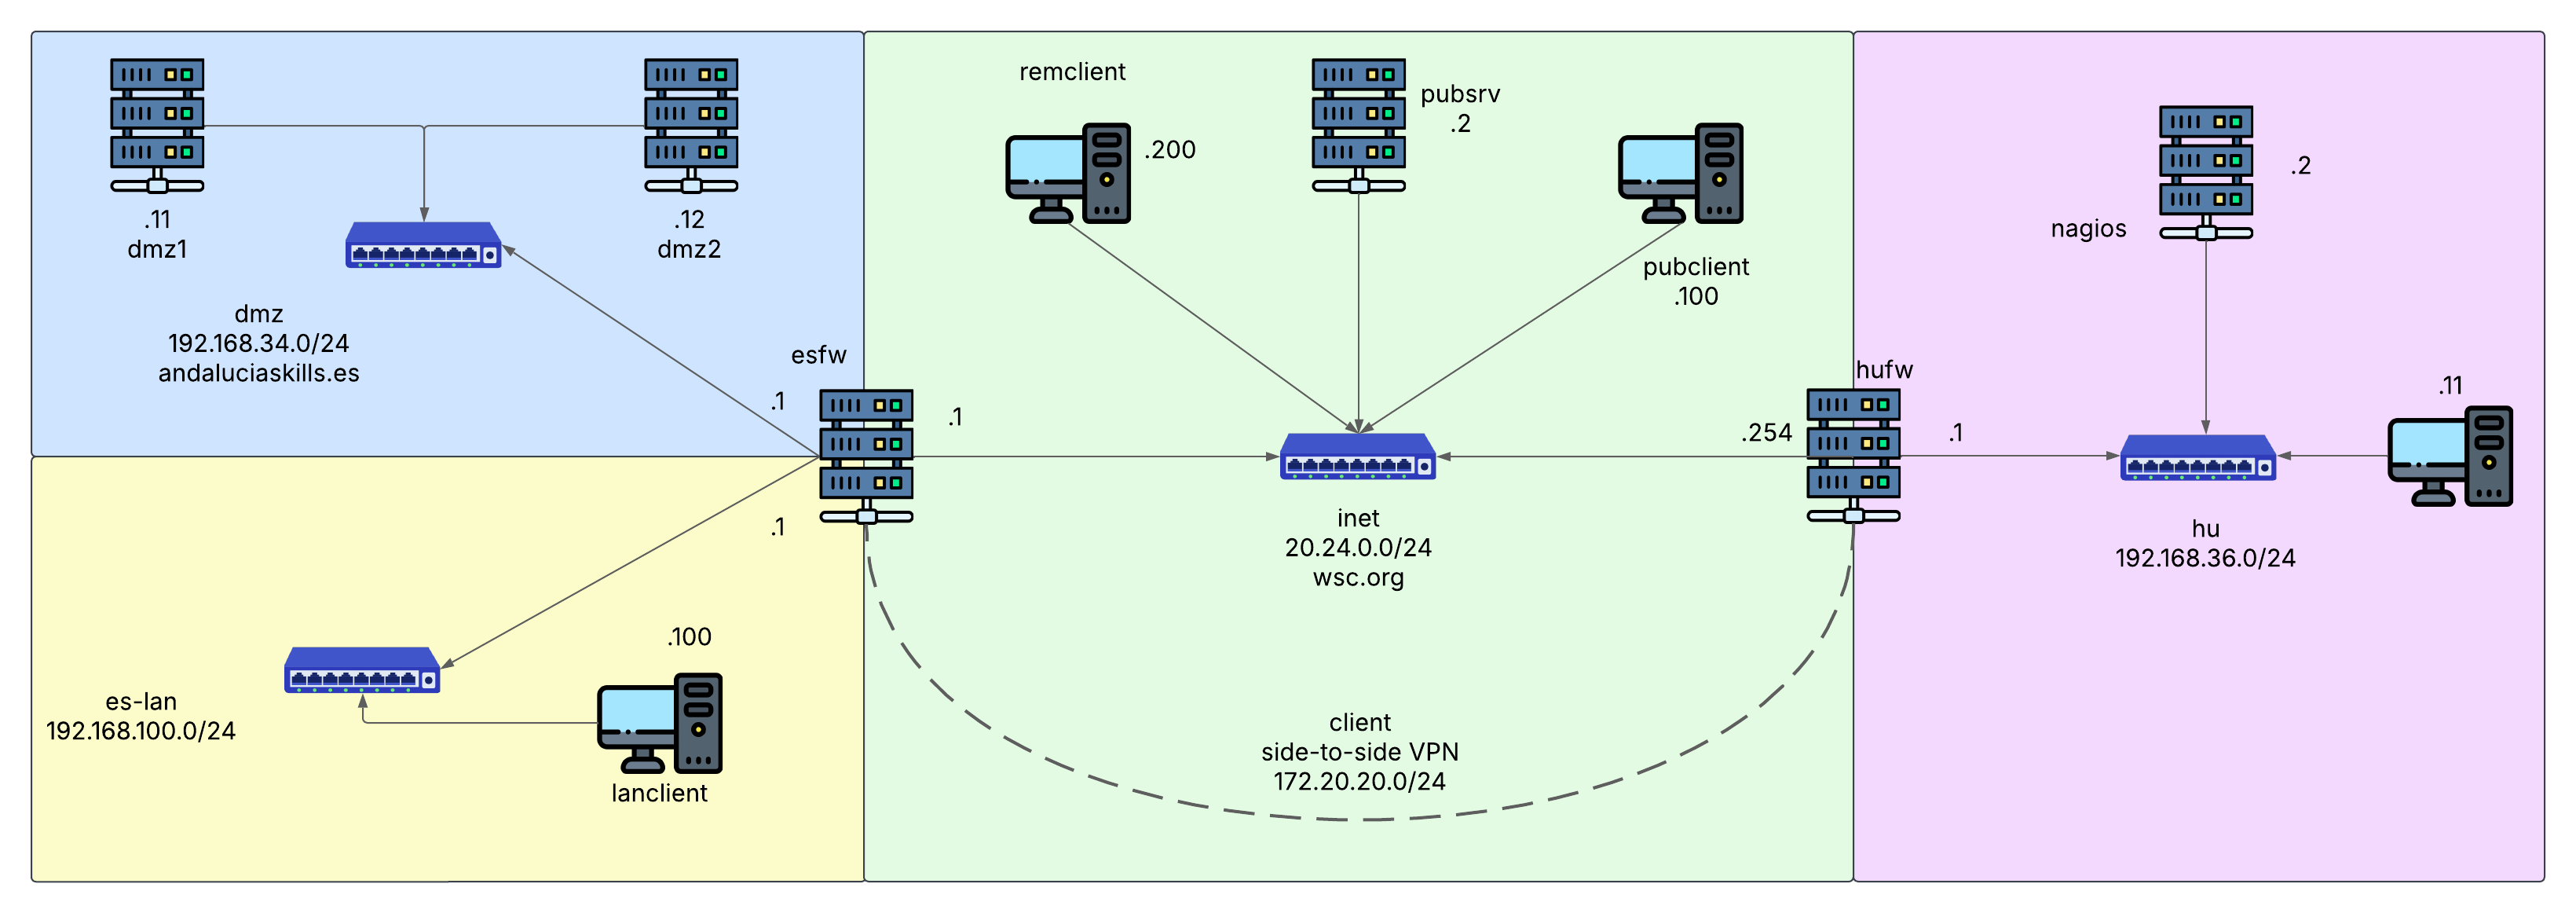 .11
dmz1
.12
dmz2
dmz
192.168.34.0/24
andaluciaskills.es
esfw
.1
.1
.1
es-lan
192.168.100.0/24
.100
lanclient
remclient
.200
pubsrv
.2
pubclient
.100
inet
20.24.0.0/24
wsc.org
client
side-to-side VPN
172.20.20.0/24
hufw
.254
.1
nagios
.2
.11
hu
192.168.36.0/24